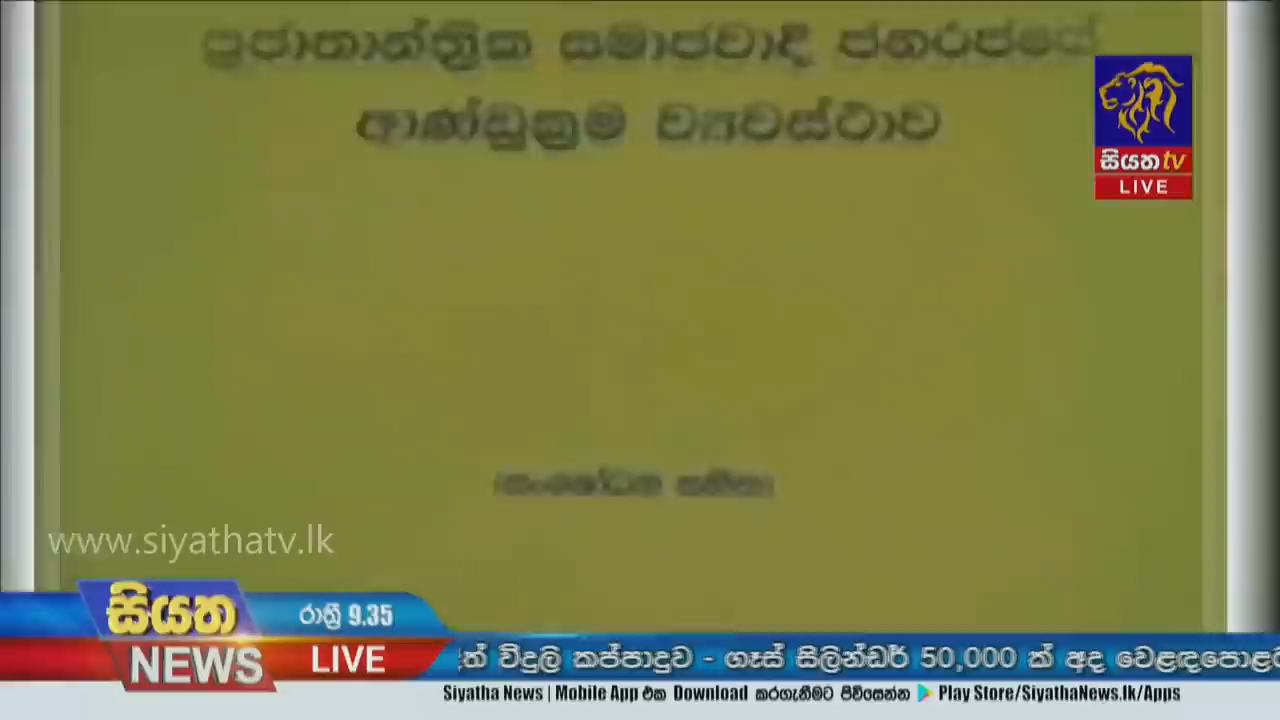 ප්‍රජාතාන්ත්‍රික සමාජවාදී ජනරජයේ
ආණ්ඩුක්‍රම ව්‍යවස්ථාව
සියත tv
LIVE
(සංශෝධන සහිත)
www.siyathatv.lk
සියත
NEWS
රාත්‍රී 9.35
LIVE
විදුලි කප්පාදුව - ගෑස් සිලින්ඩර් 50,000 ක් අද වෙළඳපොළට
Siyatha News | Mobile App එක Download කරගැනීමට පිවිසෙන්න Play Store/SiyathaNews.lk/Apps